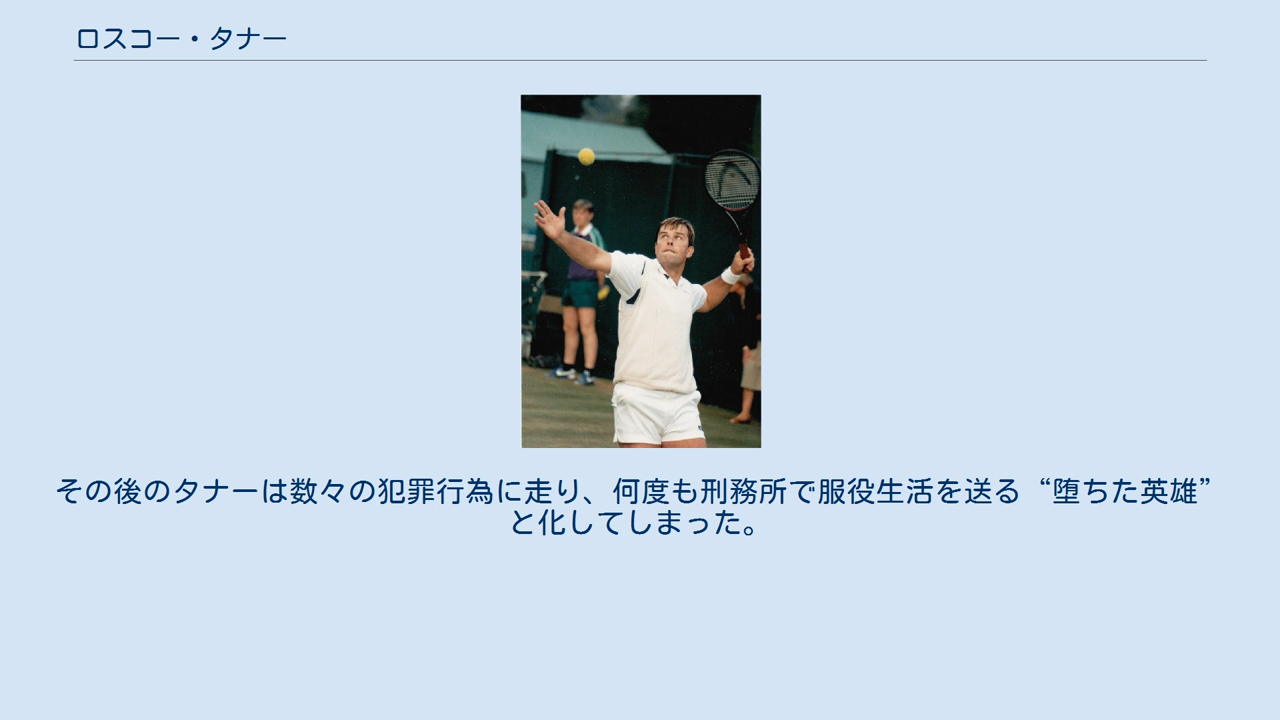 ロスコー・タナー
その後のタナーは数々の犯罪行為に走り、何度も刑務所で服役生活を送る“堕ちた英雄”
と化してしまった。